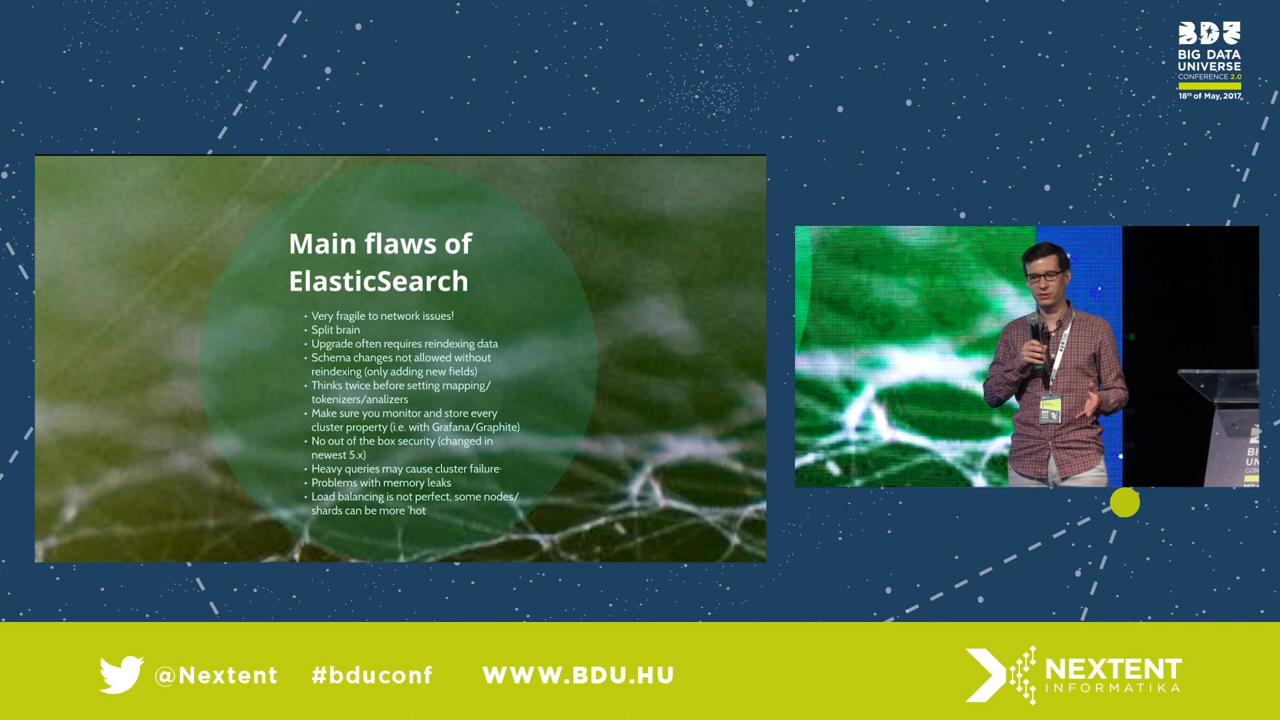 BDU
BIG DATA
UNIVERSE
CONFERENCE 2.0
18th of May, 2017.
Main flaws of
ElasticSearch
• Very fragile to network issues!
• Split brain
• Upgrade often requires reindexing data
• Schema changes not allowed without
reindexing (only adding new fields)
• Thinks twice before setting mapping/
tokenizers/analizers
• Make sure you monitor and store every
cluster property (i.e. with Grafana/Graphite)
• No out of the box security (changed in
newest 5.x)
• Heavy queries may cause cluster failure·
• Problems with memory leaks
• Load balancing is not perfect, some nodes/
shards can be more 'hot
@Nextent #bduconf WWW.BDU.HU
NEXTENT
INFORMATIKA